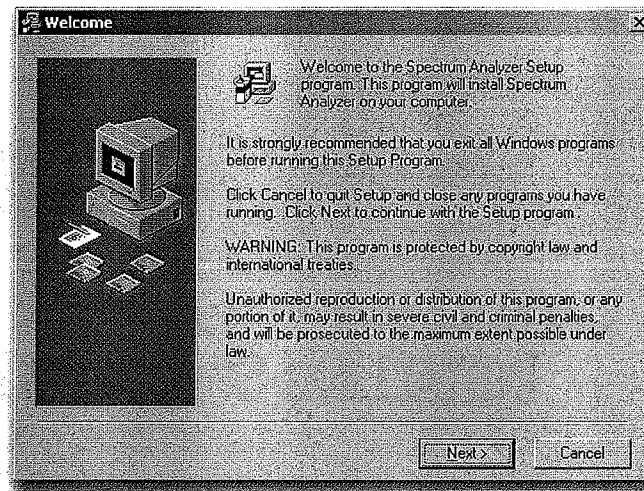 Welcome
Welcome to the Spectrum Analyzer Setup
program. This program will install Spectrum
Analyzer on your computer.
It is strongly recommended that you exit all Windows programs
before running this Setup Program.
Click Cancel to quit Setup and close any programs you have
running. Click Next to continue with the Setup program.
WARNING: This program is protected by copyright law and
international treaties.
Unauthorized reproduction or distribution of this program, or any
portion of it, may result in severe civil and criminal penalties,
and will be prosecuted to the maximum extent possible under
law.
Next >
Cancel